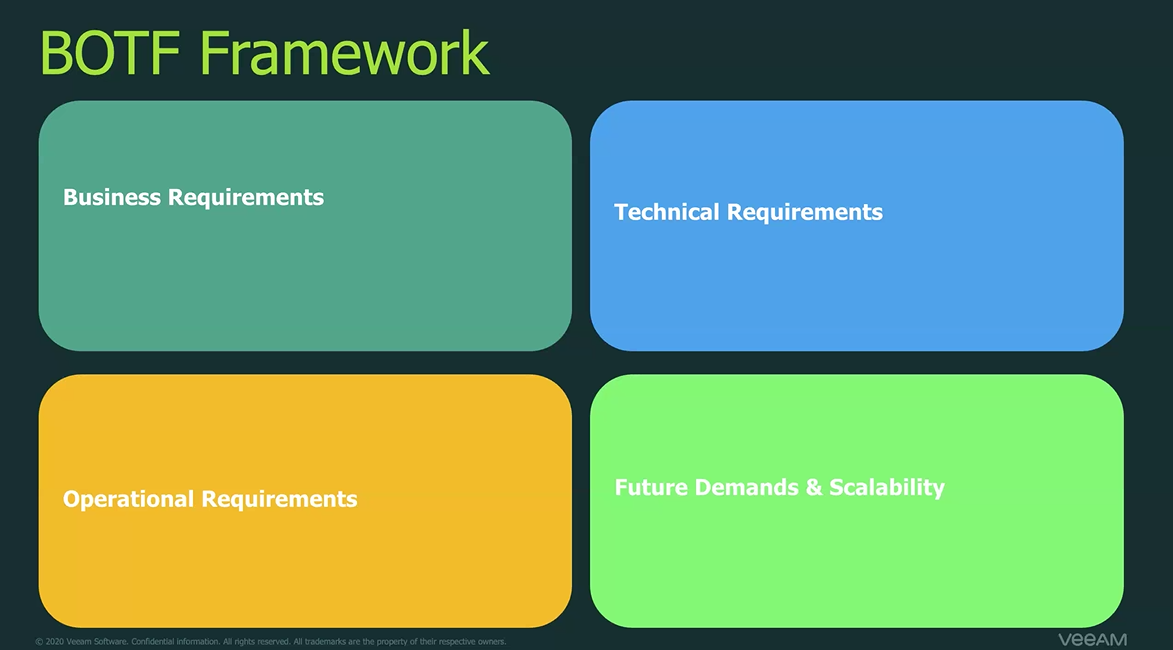 BOTF Framework
Business Requirements
Technical Requirements
Operational Requirements
Future Demands & Scalability
© 2020 Veeam Software. Confidential information. All rights reserved. All trademarks are the property of their respective owners.
VEEAM